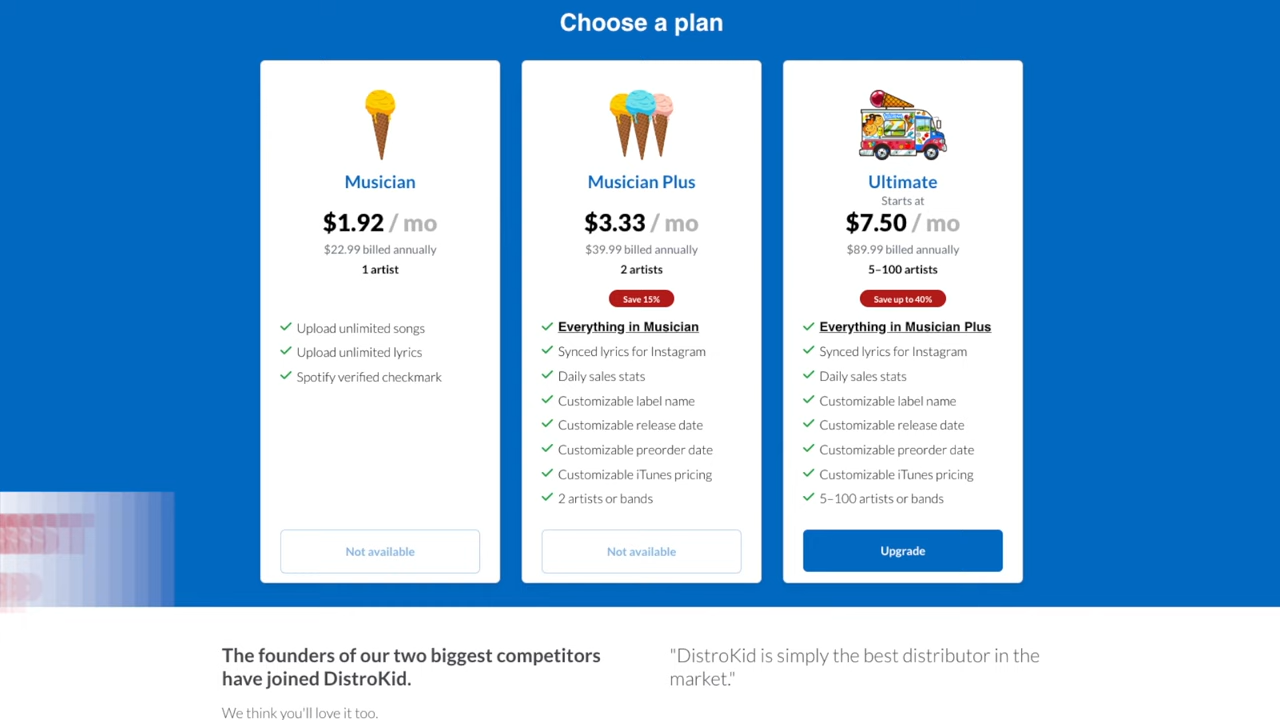 Choose a plan
Musician
$1.92 / mo
$22.99 billed annually
1 artist
Upload unlimited songs
Upload unlimited lyrics
Spotify verified checkmark
Not available
Musician Plus
$3.33 / mo
$39.99 billed annually
2 artists
Save 15%
Everything in Musician
Synced lyrics for Instagram
Daily sales stats
Customizable label name
Customizable release date
Customizable preorder date
Customizable iTunes pricing
2 artists or bands
Not available
Ultimate
Starts at
$7.50 / mo
$89.99 billed annually
5–100 artists
Save up to 40%
Everything in Musician Plus
Synced lyrics for Instagram
Daily sales stats
Customizable label name
Customizable release date
Customizable preorder date
Customizable iTunes pricing
5–100 artists or bands
Upgrade
The founders of our two biggest competitors
have joined DistroKid.
We think you'll love it too.
"DistroKid is simply the best distributor in the
market."